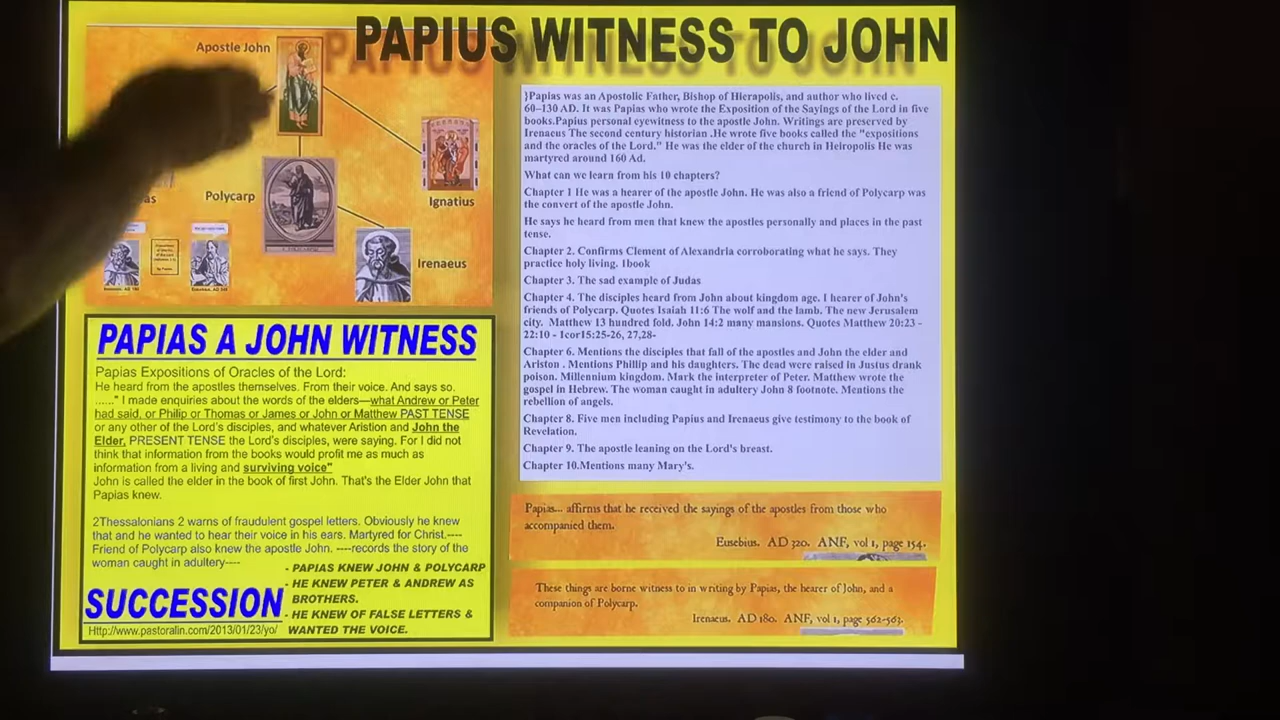 PAPIUS WITNESS TO JOHN
Apostle John
as
Polycarp
Ignatius
Irenaeus
PAPIAS A JOHN WITNESS
Papias Expositions of Oracles of the Lord:
He heard from the apostles themselves. From their voice. And says so.
......" I made enquiries about the words of the elders—what Andrew or Peter
had said, or Philip or Thomas or James or John or Matthew PAST TENSE
or any other of the Lord's disciples, and whatever Aristion and John the
Elder, PRESENT TENSE the Lord's disciples, were saying. For I did not
think that information from the books would profit me as much as
information from a living and surviving voice"
John is called the elder in the book of first John. That's the Elder John that
Papias knew.
2Thessalonians 2 warns of fraudulent gospel letters. Obviously he knew
that and he wanted to hear their voice in his ears. Martyred for Christ.----
Friend of Polycarp also knew the apostle John. ----records the story of the
woman caught in adultery----
- PAPIAS KNEW JOHN & POLYCARP
- HE KNEW PETER & ANDREW AS
BROTHERS.
- HE KNEW OF FALSE LETTERS &
WANTED THE VOICE.
SUCCESSION
Http://www.pastoralin.com/2013/01/23/yo/
}Papias was an Apostolic Father, Bishop of Hierapolis, and author who lived c.
60–130 AD. It was Papias who wrote the Exposition of the Sayings of the Lord in five
books.Papius personal eyewitness to the apostle John. Writings are preserved by
Irenaeus The second century historian .He wrote five books called the "expositions
and the oracles of the Lord." He was the elder of the church in Heiropolis He was
martyred around 160 Ad.
What can we learn from his 10 chapters?
Chapter 1 He was a hearer of the apostle John. He was also a friend of Polycarp was
the convert of the apostle John.
He says he heard from men that knew the apostles personally and places in the past
tense.
Chapter 2. Confirms Clement of Alexandria corroborating what he says. They
practice holy living. 1book
Chapter 3. The sad example of Judas
Chapter 4. The disciples heard from John about kingdom age. I hearer of John's
friends of Polycarp. Quotes Isaiah 11:6 The wolf and the lamb. The new Jerusalem
city. Matthew 13 hundred fold. John 14:2 many mansions. Quotes Matthew 20:23 -
22:10 - 1cor15:25-26, 27,28-
Chapter 6. Mentions the disciples that fall of the apostles and John the elder and
Ariston . Mentions Phillip and his daughters. The dead were raised in Justus drank
poison. Millennium kingdom. Mark the interpreter of Peter. Matthew wrote the
gospel in Hebrew. The woman caught in adultery John 8 footnote. Mentions the
rebellion of angels.
Chapter 8. Five men including Papius and Irenaeus give testimony to the book of
Revelation.
Chapter 9. The apostle leaning on the Lord's breast.
Chapter 10.Mentions many Mary's.
Papias... affirms that he received the sayings of the apostles from those who
accompanied them.
Eusebius. AD 320. ANF, vol 1, page 154.
These things are borne witness to in writing by Papias, the hearer of John, and a
companion of Polycarp.
Irenaeus. AD 180. ANF, vol 1, page 562-563.